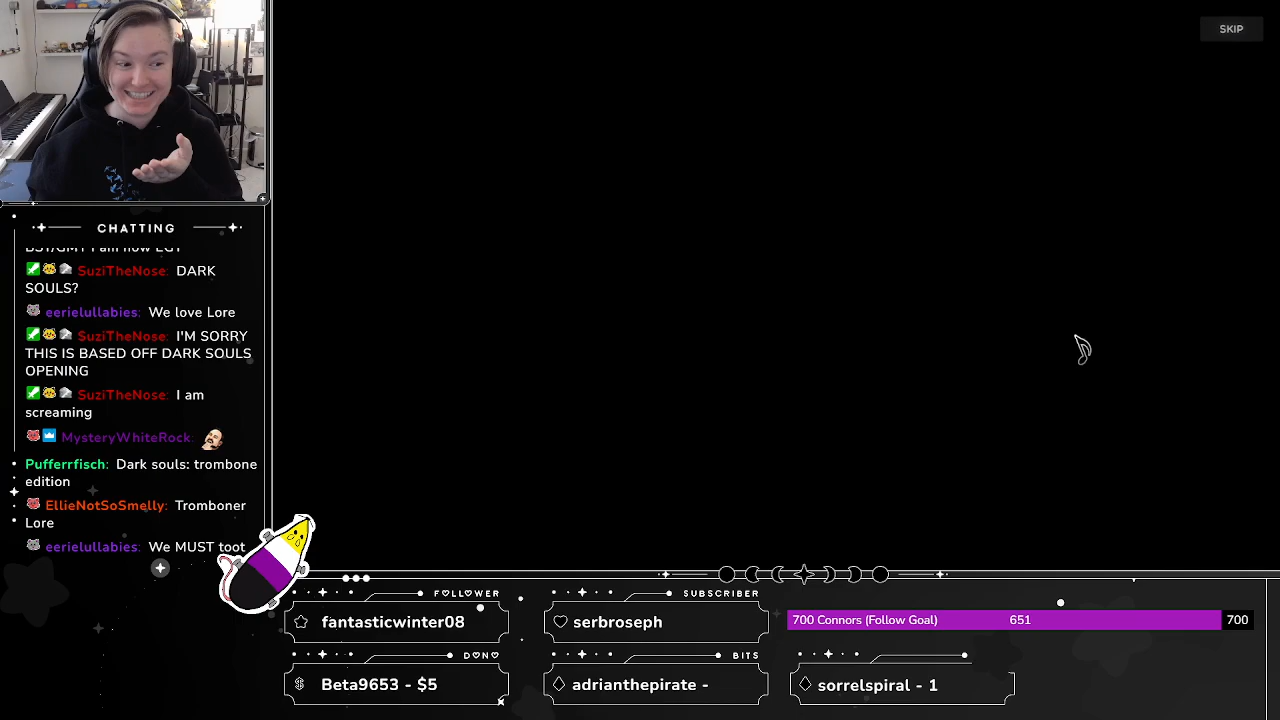 SKIP
CHATTING
SuziTheNose: DARK
SOULS?
eerielullabies: We love Lore
SuziTheNose: I'M SORRY
THIS IS BASED OFF DARK SOULS
OPENING
SuziTheNose: I am
screaming
MysteryWhiteRock:
Pufferrfisch: Dark souls: trombone
edition
EllieNotSoSmelly: Tromboner
Lore
eerielullabies: We MUST toot
FOLLOWER
fantasticwinter08
SUBSCRIBER
serbroseph
700 Connors (Follow Goal) 651 700
DONO
Beta9653 - $5
BITS
adrianthepirate -
sorrelspiral - 1